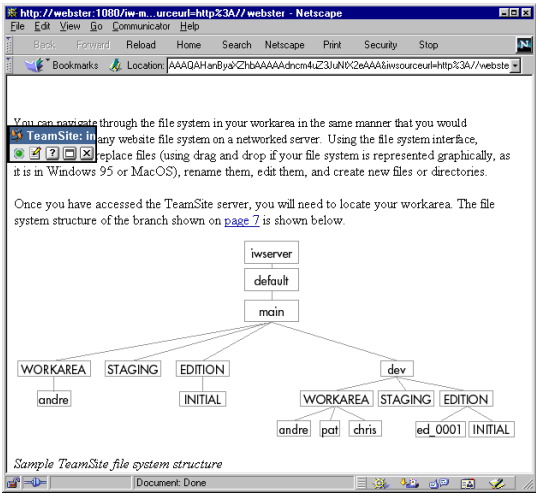 http://webster:1080/iw-m...urceurl=http%3A//webster - Netscape
File Edit View Go Communicator Help
Back Forward Reload Home Search Netscape Print Security Stop N
Bookmarks Location:
You can navigate through the file system in your workarea in the same manner that you would
TeamSite: in
any website file system on a networked server. Using the file system interface,
replace files (using drag and drop if your file system is represented graphically, as
it is in Windows 95 or MacOS), rename them, edit them, and create new files or directories.
Once you have accessed the TeamSite server, you will need to locate your workarea. The file
system structure of the branch shown on page 7 is shown below.
iwserver
default
main
WORKAREA STAGING EDITION dev
andre INITIAL WORKAREA STAGING EDITION
andre pat chris ed_0001 INITIAL
Sample TeamSite file system structure
Document: Done